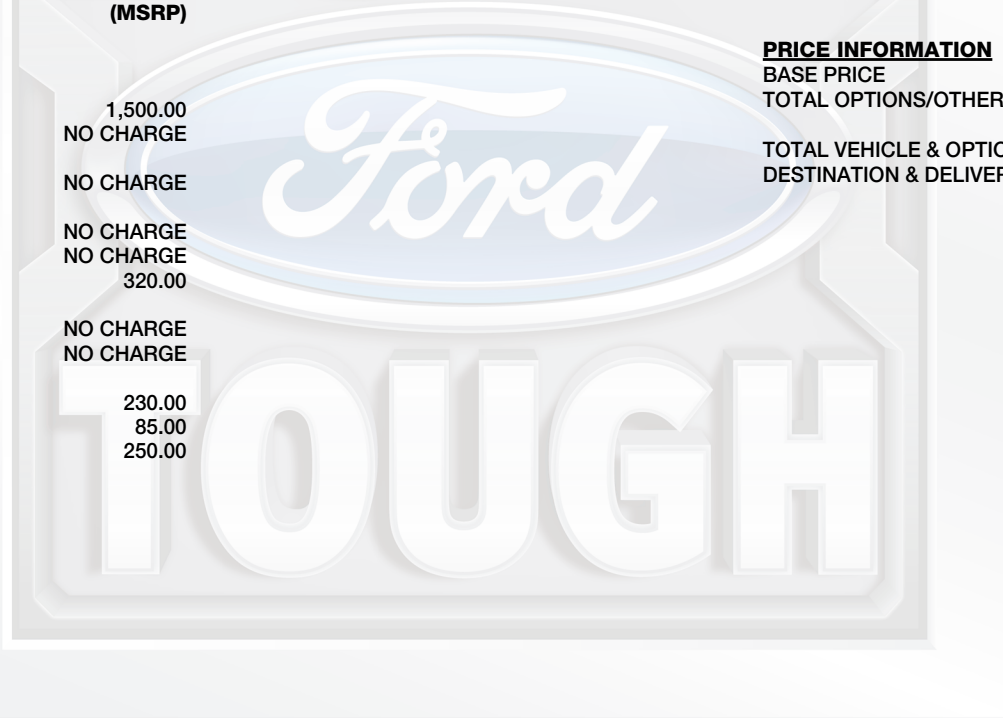 (MSRP)
1,500.00
NO CHARGE
NO CHARGE
NO CHARGE
NO CHARGE
320.00
NO CHARGE
NO CHARGE
230.00
85.00
250.00
PRICE INFORMATION
BASE PRICE
TOTAL OPTIONS/OTHER
TOTAL VEHICLE & OPTIO
DESTINATION & DELIVER
Ford
TOUGH